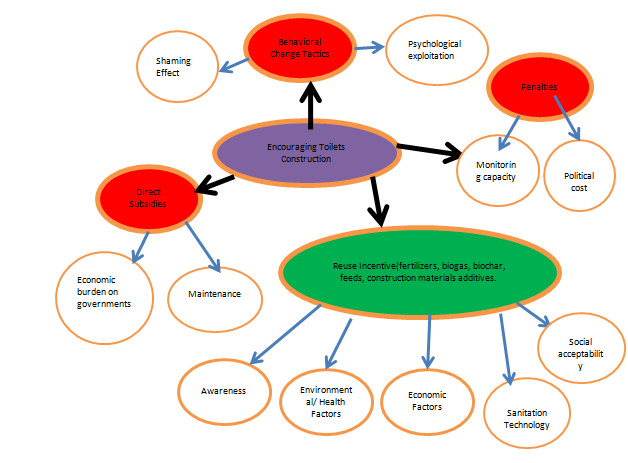 Behavioral
Change Tactics
Psychological
exploitation
Shaming
Effect
Penalties
Encouraging Toilets
Construction
Monitorin
g capacity
Political
cost
Direct
Subsidies
Reuse Incentive(fertilizers, biogas, biochar,
feeds, construction materials additives.
Economic
burden on
governments
Maintenance
Social
acceptabilit
y
Awareness
Environment
al/ Health
Factors
Economic
Factors
Sanitation
Technology